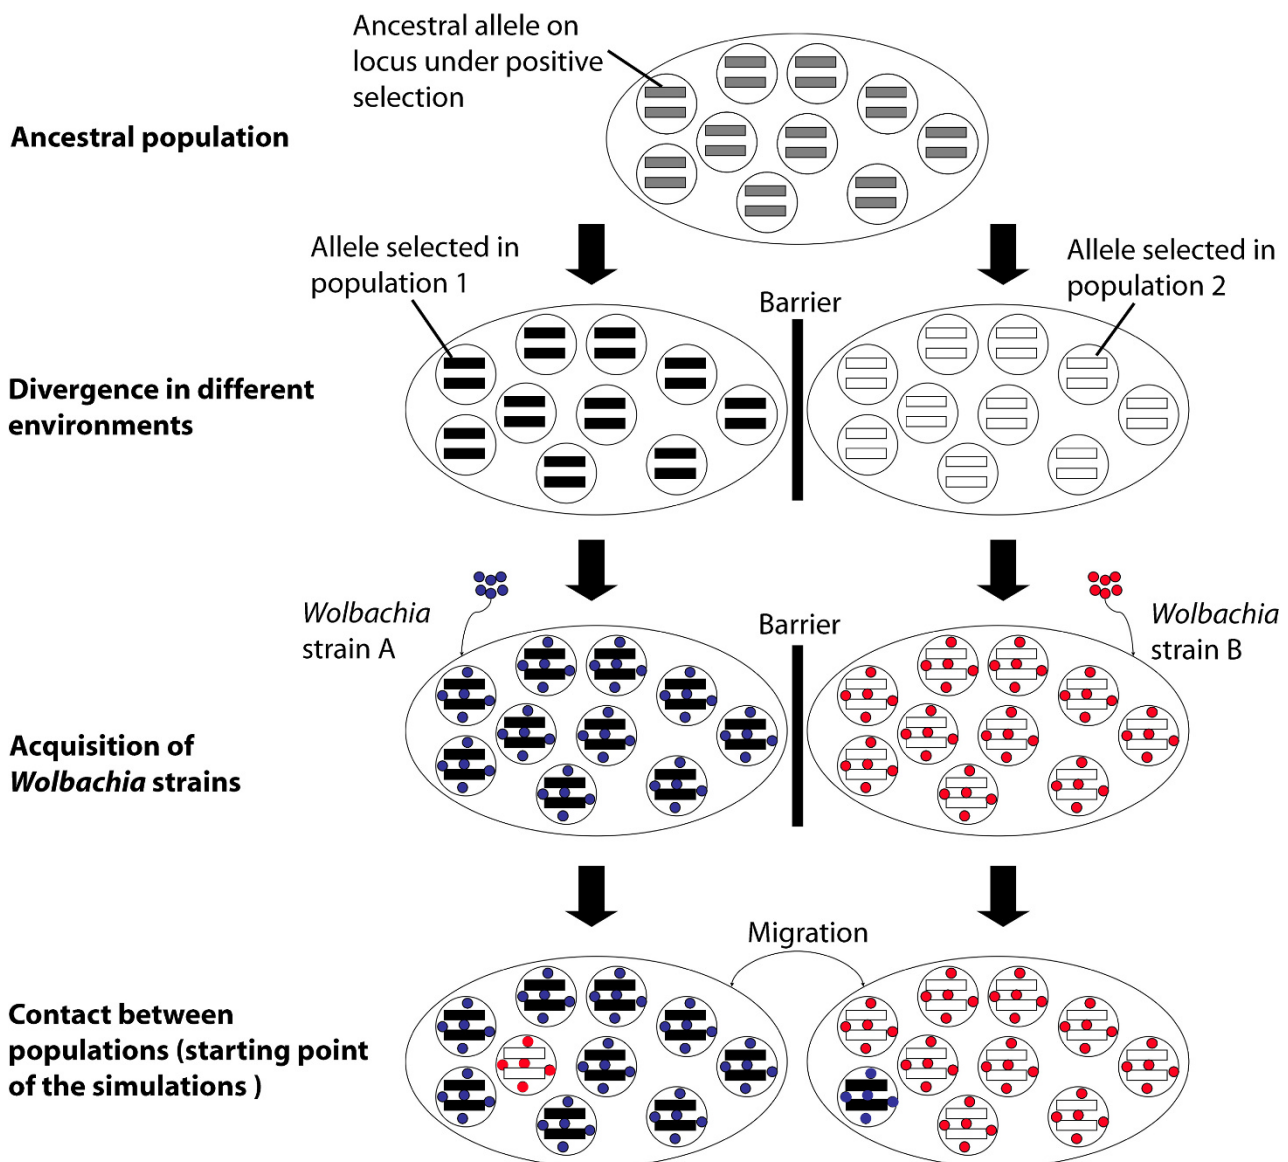 Ancestral allele on
locus under positive
selection
Ancestral population
Allele selected in
population 1
Allele selected in
population 2
Barrier
Divergence in different
environments
Wolbachia
strain A
Barrier
Wolbachia
strain B
Acquisition of
Wolbachia strains
Migration
Contact between
populations (starting point
of the simulations )